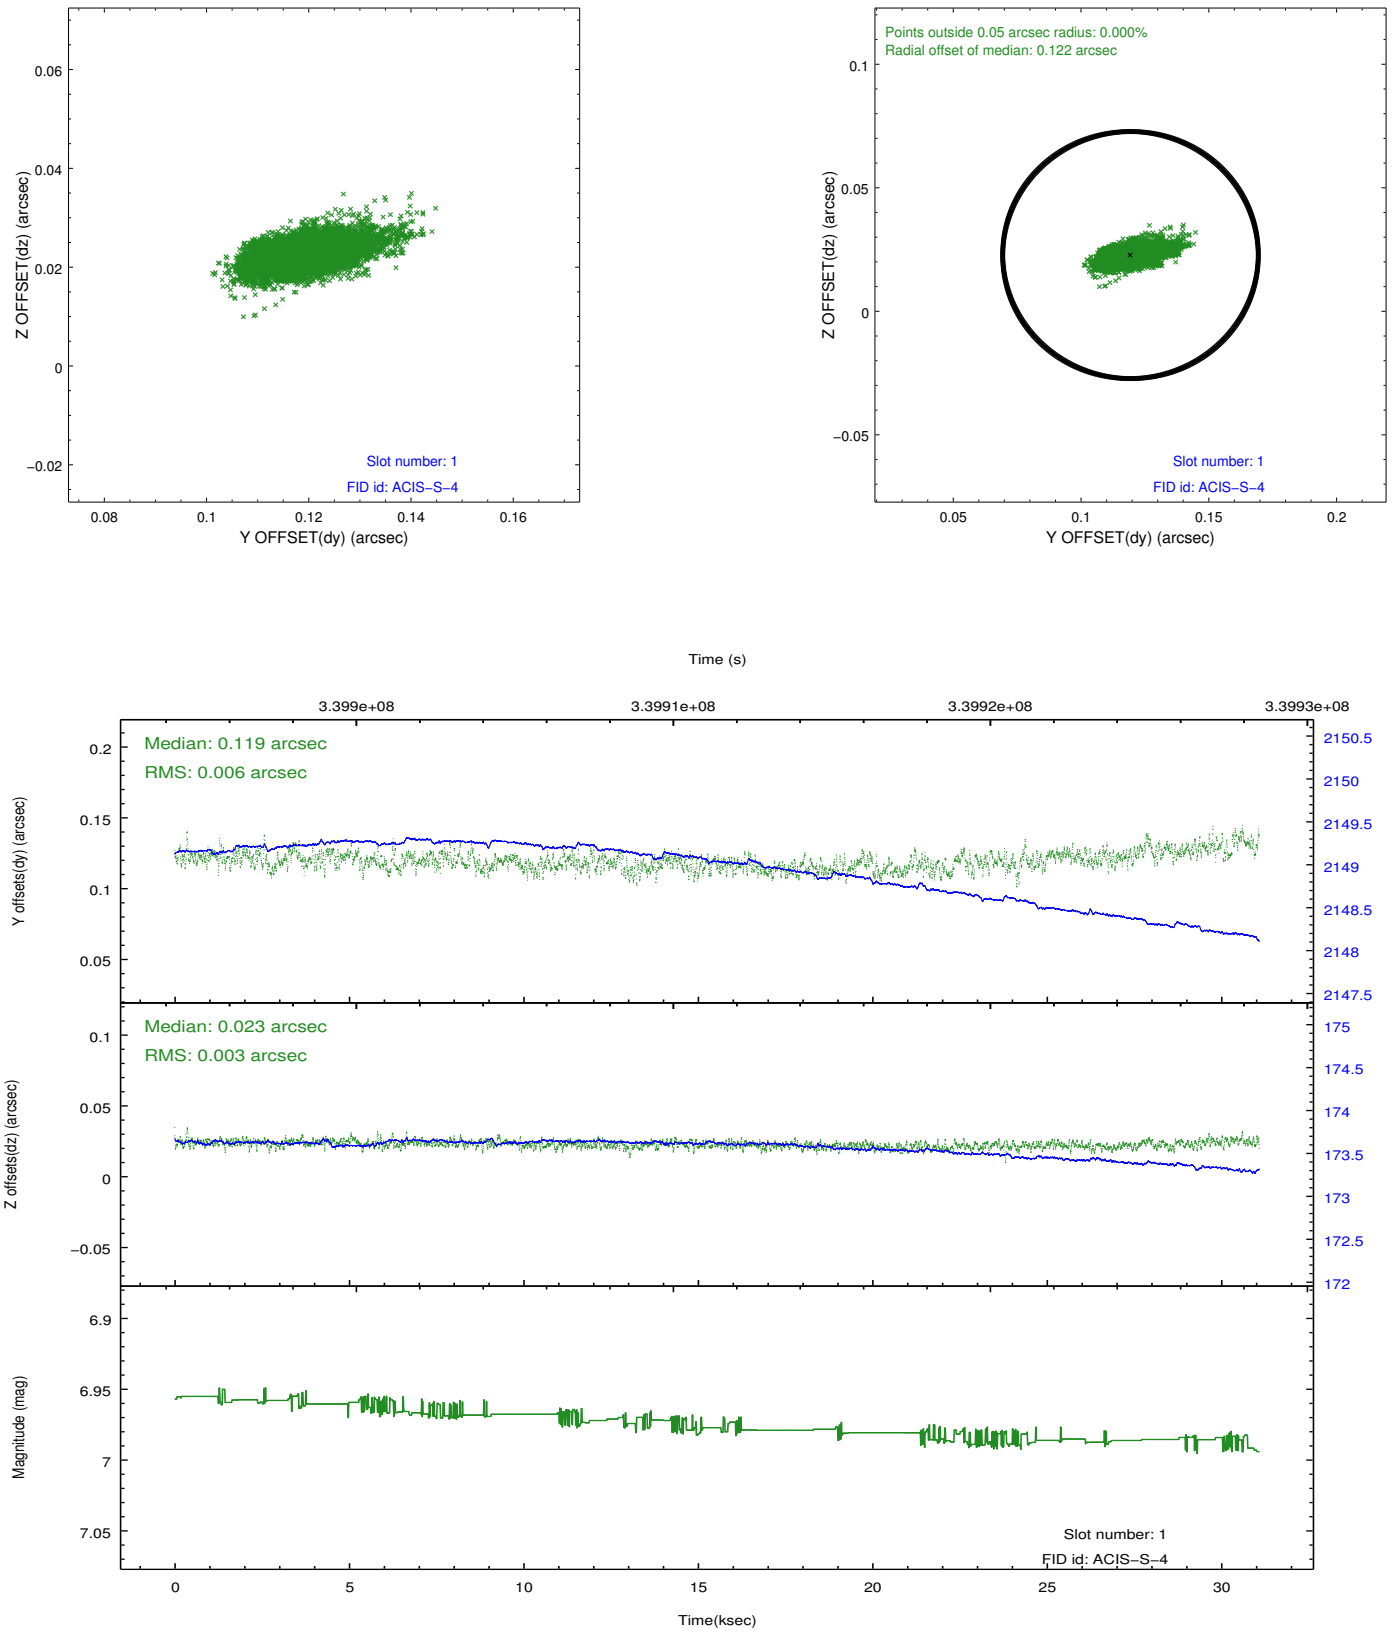 0.06
0.04
0.02
0
−0.02
Z OFFSET(dz) (arcsec)
Slot number: 1
FID id: ACIS−S−4
0.08 0.1 0.12 0.14 0.16
Y OFFSET(dy) (arcsec)
Points outside 0.05 arcsec radius: 0.000%
Radial offset of median: 0.122 arcsec
0.1
0.05
0
−0.05
Z OFFSET(dz) (arcsec)
Slot number: 1
FID id: ACIS−S−4
0.05 0.1 0.15 0.2
Y OFFSET(dy) (arcsec)
Time (s)
3.399e+08 3.3991e+08 3.3992e+08 3.3993e+08
Median: 0.119 arcsec
RMS: 0.006 arcsec
0.2
0.15
0.1
0.05
Y offsets(dy) (arcsec)
2150.5
2150
2149.5
2149
2148.5
2148
2147.5
Median: 0.023 arcsec
RMS: 0.003 arcsec
0.1
0.05
0
−0.05
Z offsets(dz) (arcsec)
175
174.5
174
173.5
173
172.5
172
6.9
6.95
7
7.05
Magnitude (mag)
Slot number: 1
FID id: ACIS−S−4
0 5 10 15 20 25 30
Time(ksec)